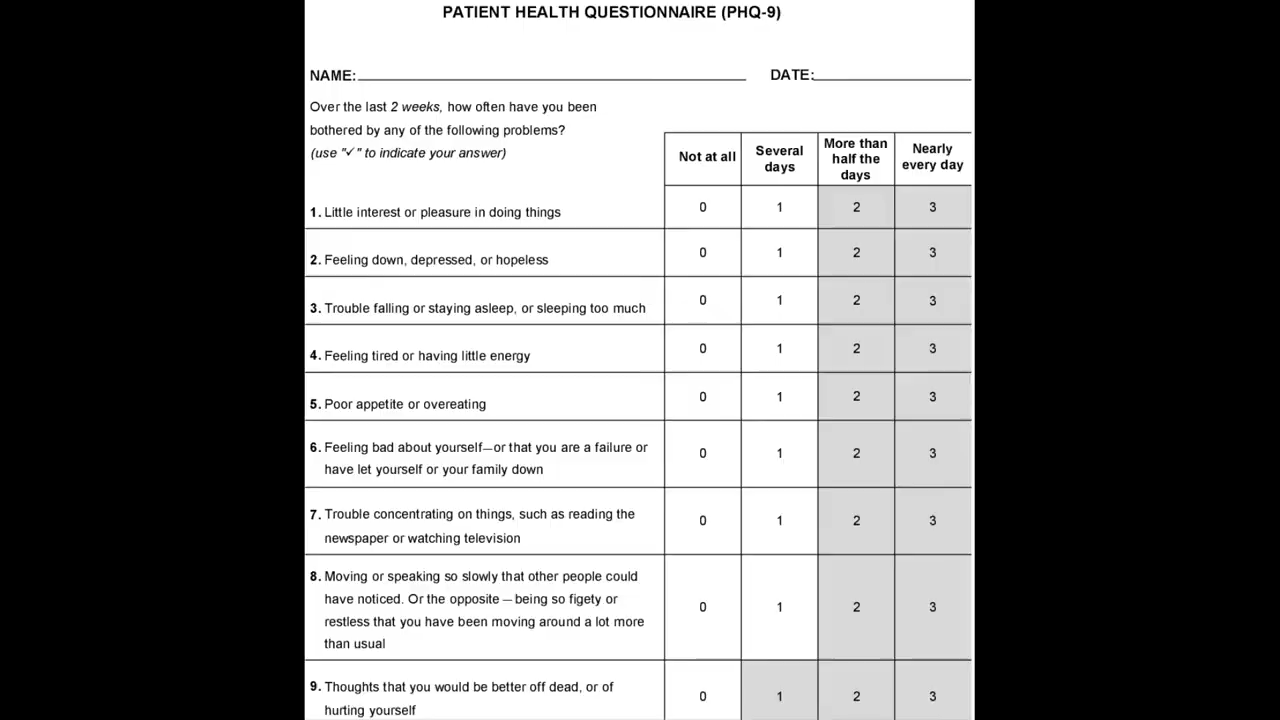 PATIENT HEALTH QUESTIONNAIRE (PHQ-9)
NAME: DATE:
Over the last 2 weeks, how often have you been
bothered by any of the following problems?
(use "✓" to indicate your answer)
Not at all
Several
days
More than
half the
days
Nearly
every day
1. Little interest or pleasure in doing things 0 1 2 3
2. Feeling down, depressed, or hopeless 0 1 2 3
3. Trouble falling or staying asleep, or sleeping too much 0 1 2 3
4. Feeling tired or having little energy 0 1 2 3
5. Poor appetite or overeating 0 1 2 3
6. Feeling bad about yourself—or that you are a failure or
have let yourself or your family down 0 1 2 3
7. Trouble concentrating on things, such as reading the
newspaper or watching television 0 1 2 3
8. Moving or speaking so slowly that other people could
have noticed. Or the opposite — being so figety or
restless that you have been moving around a lot more
than usual 0 1 2 3
9. Thoughts that you would be better off dead, or of
hurting yourself 0 1 2 3